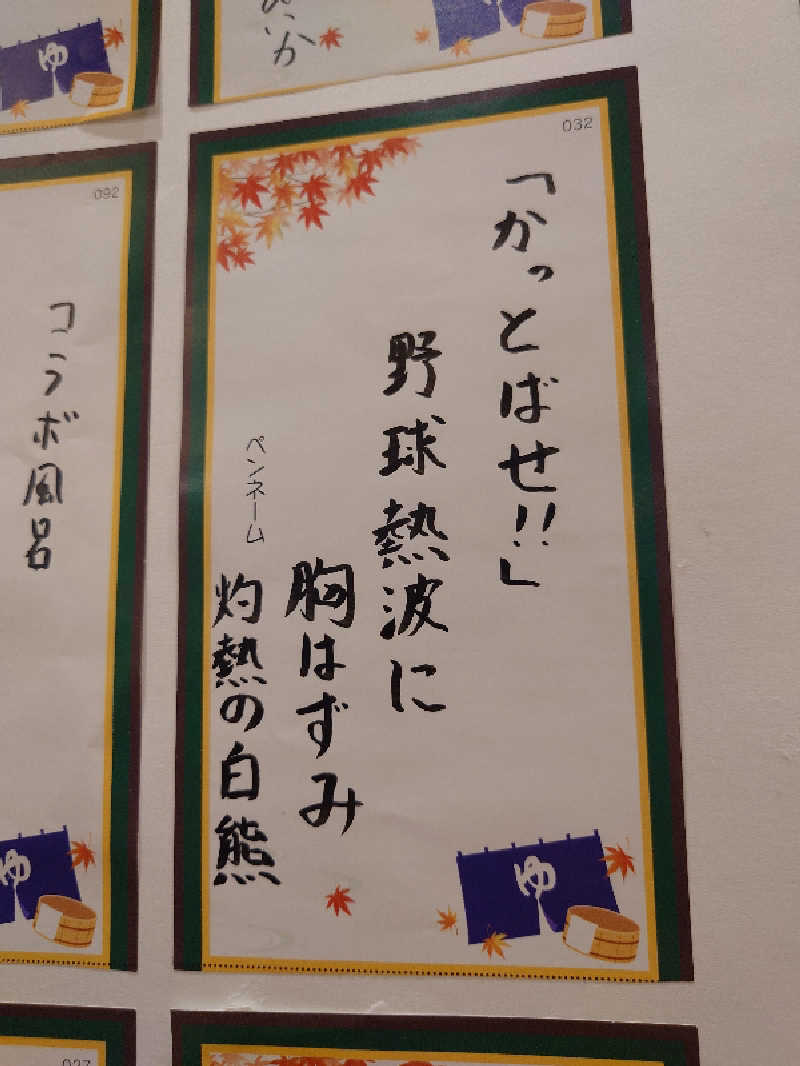 032
「かっとばせ!!」
野球熱波に
胸はずみ
ペンネーム
灼熱の白熊
ゆ
092
コラボ風呂
ゆ
ゆ
037